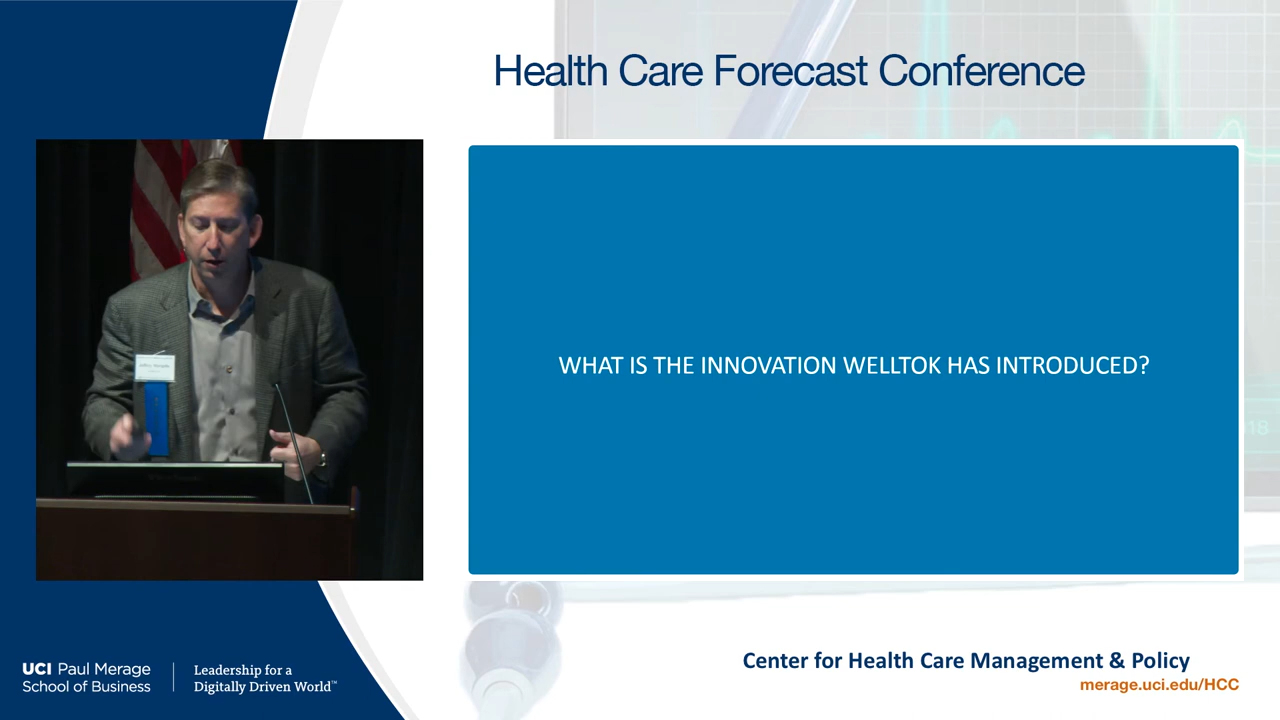 Health Care Forecast Conference
WHAT IS THE INNOVATION WELLTOK HAS INTRODUCED?
18
UCI Paul Merage
School of Business
Leadership for a
Digitally Driven World™
Center for Health Care Management & Policy
merage.uci.edu/HCC